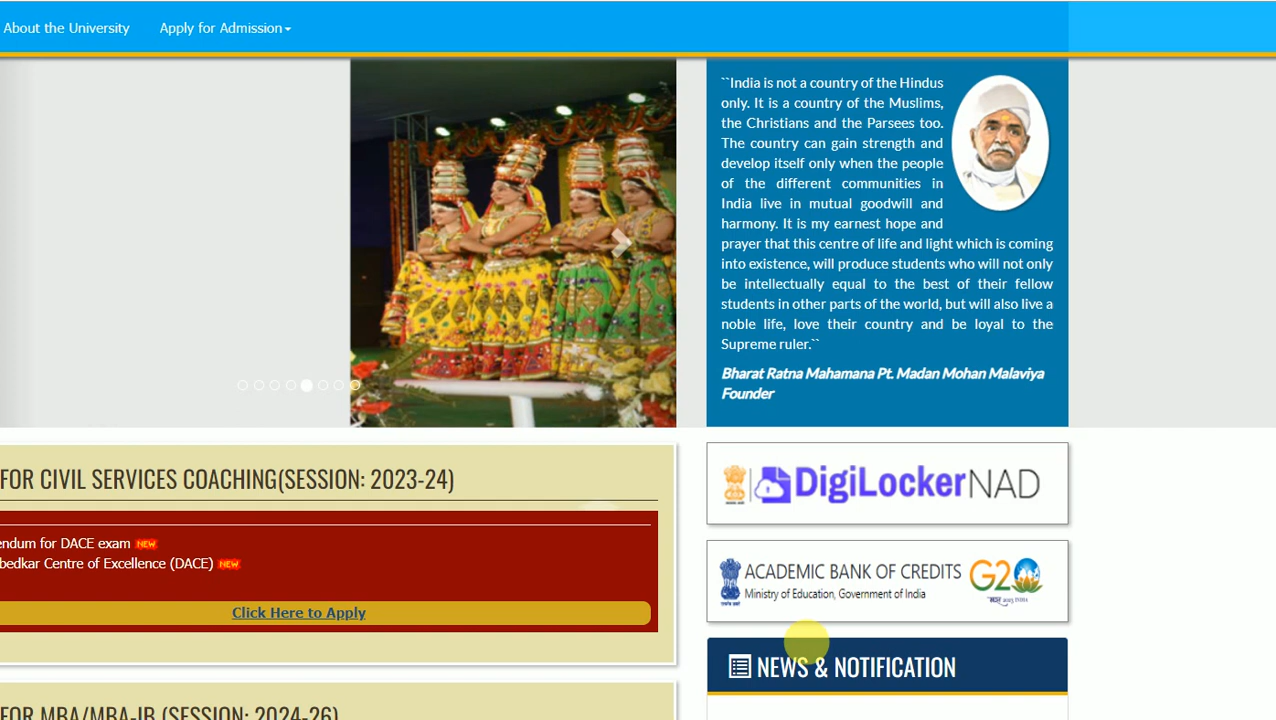 About the University
Apply for Admission
``India is not a country of the Hindus
only. It is a country of the Muslims,
the Christians and the Parsees too.
The country can gain strength and
develop itself only when the people
of the different communities in
India live in mutual goodwill and
harmony. It is my earnest hope and
prayer that this centre of life and light which is coming
into existence, will produce students who will not only
be intellectually equal to the best of their fellow
students in other parts of the world, but will also live a
noble life, love their country and be loyal to the
Supreme ruler.``
Bharat Ratna Mahamana Pt. Madan Mohan Malaviya
Founder
FOR CIVIL SERVICES COACHING(SESSION: 2023-24)
endum for DACE exam NEW
bedkar Centre of Excellence (DACE) NEW
Click Here to Apply
FOR MBA/MBA-IB (SESSION: 2024-26)
DigiLocker NAD
ACADEMIC BANK OF CREDITS
Ministry of Education, Government of India
G20
भारत 2023 INDIA
NEWS & NOTIFICATION